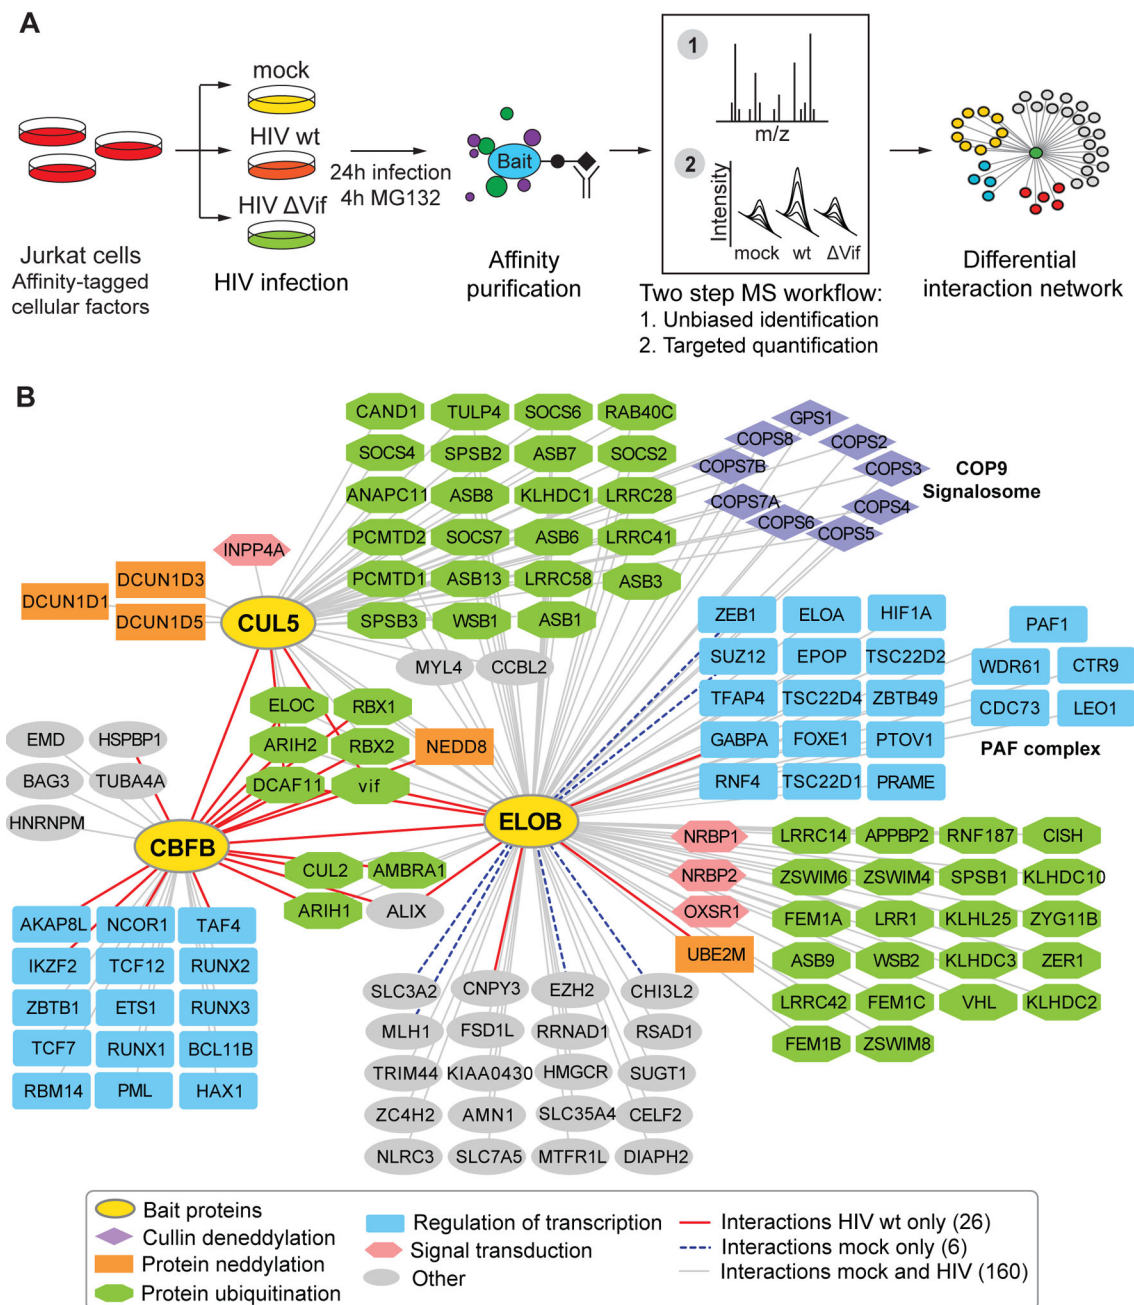 A
mock
HIV wt
HIV ΔVif
24h infection
4h MG132
Bait
1
m/z
2
Intensity
mock wt ΔVif
Jurkat cells
Affinity-tagged
cellular factors
HIV infection
Affinity
purification
Two step MS workflow:
1. Unbiased identification
2. Targeted quantification
Differential
interaction network
B
CAND1 TULP4 SOCS6 RAB40C
SOCS4 SPSB2 ASB7 SOCS2
ANAPC11 ASB8 KLHDC1 LRRC28
PCMTD2 SOCS7 ASB6 LRRC41
PCMTD1 ASB13 LRRC58 ASB3
SPSB3 WSB1 ASB1
MYL4 CCBL2
GPS1
COPS8 COPS2
COPS7B COPS3
COPS7A COPS4
COPS6 COPS5
COP9
Signalosome
INPP4A
DCUN1D3
DCUN1D1
DCUN1D5
CUL5
ZEB1 ELOA HIF1A
SUZ12 EPOP TSC22D2
TFAP4 TSC22D4 ZBTB49
GABPA FOXE1 PTOV1
RNF4 TSC22D1 PRAME
PAF1
WDR61 CTR9
CDC73 LEO1
PAF complex
ELOC RBX1
ARIH2 RBX2 NEDD8
DCAF11 vif
EMD HSPBP1
BAG3 TUBA4A
HNRNPM
CBFB
ELOB
CUL2 AMBRA1
ARIH1 ALIX
NRBP1
NRBP2
OXSR1
UBE2M
LRRC14 APPBP2 RNF187 CISH
ZSWIM6 ZSWIM4 SPSB1 KLHDC10
FEM1A LRR1 KLHL25 ZYG11B
ASB9 WSB2 KLHDC3 ZER1
LRRC42 FEM1C VHL KLHDC2
FEM1B ZSWIM8
AKAP8L NCOR1 TAF4
IKZF2 TCF12 RUNX2
ZBTB1 ETS1 RUNX3
TCF7 RUNX1 BCL11B
RBM14 PML HAX1
SLC3A2 CNPY3 EZH2 CHI3L2
MLH1 FSD1L RRNAD1 RSAD1
TRIM44 KIAA0430 HMGCR SUGT1
ZC4H2 AMN1 SLC35A4 CELF2
NLRC3 SLC7A5 MTFR1L DIAPH2
Bait proteins
Cullin deneddylation
Protein neddylation
Protein ubiquitination
Regulation of transcription
Signal transduction
Other
Interactions HIV wt only (26)
Interactions mock only (6)
Interactions mock and HIV (160)